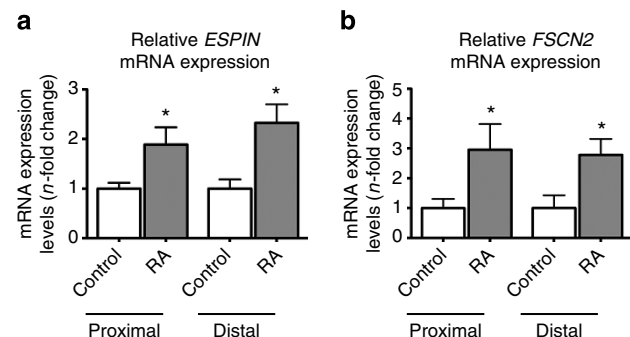 a
Relative ESPIN
mRNA expression
mRNA expression
levels (n-fold change)
3
2
1
0
*
*
Control
RA
Control
RA
Proximal
Distal
b
Relative FSCN2
mRNA expression
mRNA expression
levels (n-fold change)
5
4
3
2
1
0
*
*
Control
RA
Control
RA
Proximal
Distal